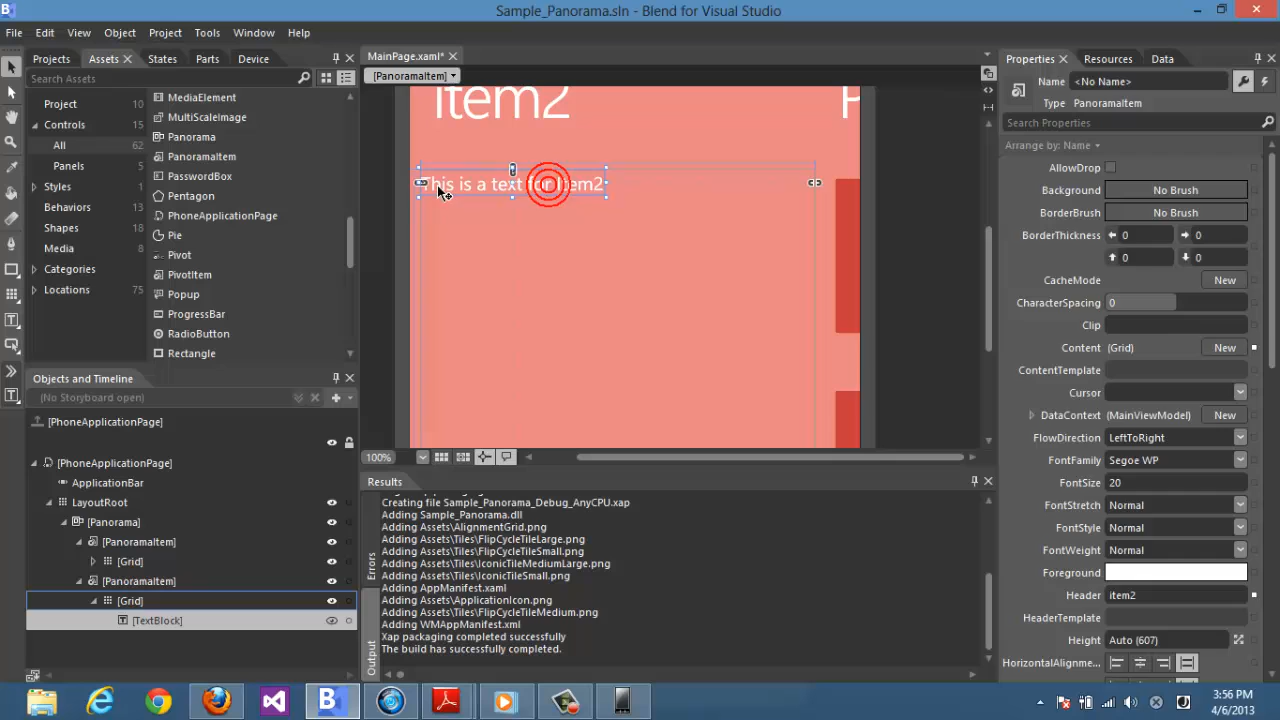 Sample_Panorama.sln - Blend for Visual Studio
File Edit View Object Project Tools Window Help
Projects Assets States Parts Device
Search Assets
Project 10
Controls 15
All 62
Panels 5
Styles 7
Behaviors 13
Shapes 18
Media 8
Categories
Locations 75
MediaElement
MultiScaleImage
Panorama
PanoramaItem
PasswordBox
Pentagon
PhoneApplicationPage
Pie
Pivot
PivotItem
Popup
ProgressBar
RadioButton
Rectangle
Objects and Timeline
(No Storyboard open)
[PhoneApplicationPage]
[PhoneApplicationPage]
ApplicationBar
LayoutRoot
[Panorama]
[PanoramaItem]
[Grid]
[PanoramaItem]
[Grid]
[TextBlock]
MainPage.xaml*
[PanoramaItem]
item2
This is a text for Item2
100%
Results
Errors
Output
Creating file Sample_Panorama_Debug_AnyCPU.xap
Adding Sample_Panorama.dll
Adding Assets\AlignmentGrid.png
Adding Assets\Tiles\FlipCycleTileLarge.png
Adding Assets\Tiles\FlipCycleTileSmall.png
Adding Assets\Tiles\IconicTileMediumLarge.png
Adding Assets\Tiles\IconicTileSmall.png
Adding AppManifest.xaml
Adding Assets\ApplicationIcon.png
Adding Assets\Tiles\FlipCycleTileMedium.png
Adding WMAppManifest.xml
Xap packaging completed successfully
The build has successfully completed.
Properties Resources Data
Name <No Name>
Type PanoramaItem
Search Properties
Arrange by: Name
AllowDrop
Background No Brush
BorderBrush No Brush
BorderThickness 0 0
0 0
CacheMode New
CharacterSpacing 0
Clip
Content (Grid) New
ContentTemplate
Cursor
DataContext (MainViewModel) New
FlowDirection LeftToRight
FontFamily Segoe WP
FontSize 20
FontStretch Normal
FontStyle Normal
FontWeight Normal
Foreground
Header item2
HeaderTemplate
Height Auto (607)
HorizontalAlignme...
3:56 PM
4/6/2013